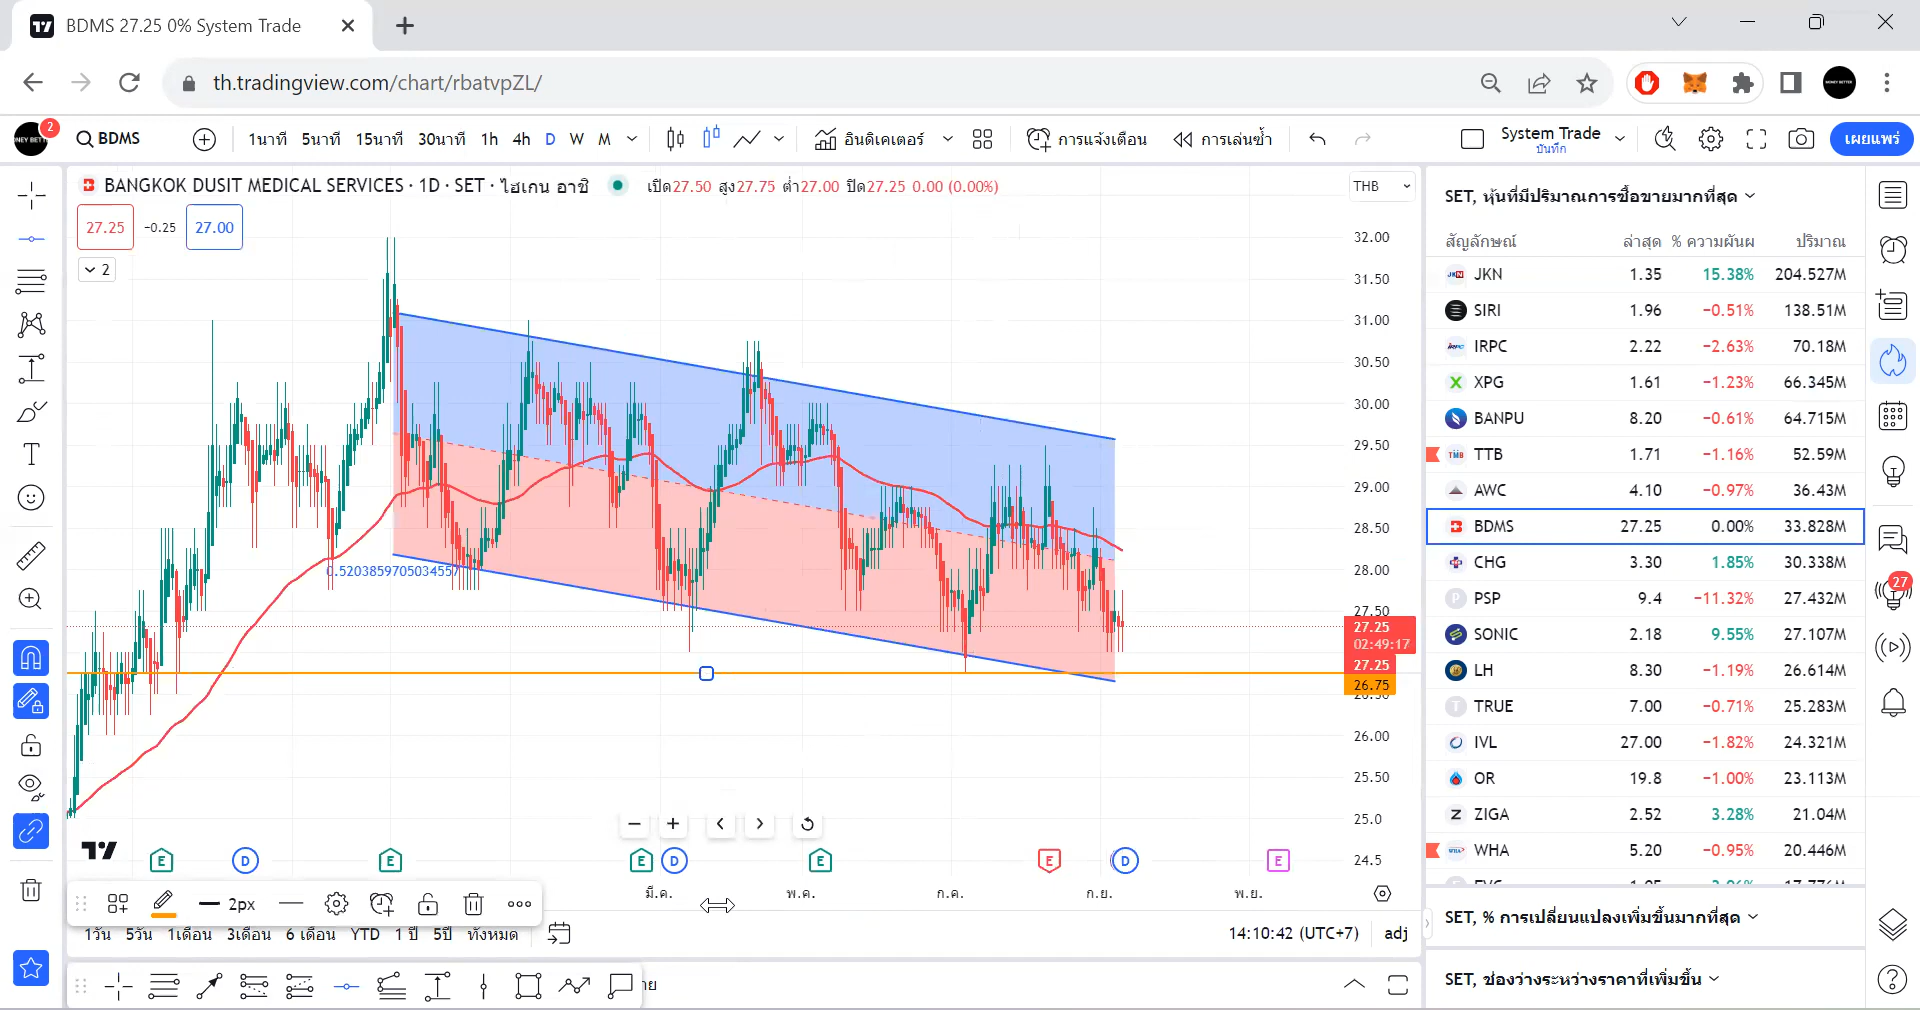 BDMS 27.25 0% System Trade
th.tradingview.com/chart/rbatvpZL/
2
BDMS
1นาที 5นาที 15นาที 30นาที 1h 4h D W M
อินดิเคเตอร์
การแจ้งเตือน
การเล่นซ้ำ
System Trade
บันทึก
เผยแพร่
BANGKOK DUSIT MEDICAL SERVICES · 1D · SET · ไฮเกน อาชิ
เปิด27.50 สูง27.75 ต่ำ27.00 ปิด27.25 0.00 (0.00%)
THB
27.25 -0.25 27.00
2
32.00
31.50
31.00
30.50
30.00
29.50
29.00
28.50
28.00
27.50
27.25
02:49:17
27.25
26.75
26.00
25.50
25.0
24.5
0.5203859705034557
E D E E D E E D E
มี.ค. พ.ค. ก.ค. ก.ย. พ.ย.
2px
1วัน 5วัน 1เดือน 3เดือน 6 เดือน YTD 1 ปี 5ปี ทั้งหมด
14:10:42 (UTC+7) adj
SET, หุ้นที่มีปริมาณการซื้อขายมากที่สุด
สัญลักษณ์ ล่าสุด % ความผันผ ปริมาณ
JKN 1.35 15.38% 204.527M
SIRI 1.96 −0.51% 138.51M
IRPC 2.22 −2.63% 70.18M
XPG 1.61 −1.23% 66.345M
BANPU 8.20 −0.61% 64.715M
TTB 1.71 −1.16% 52.59M
AWC 4.10 −0.97% 36.43M
BDMS 27.25 0.00% 33.828M
CHG 3.30 1.85% 30.338M
PSP 9.4 −11.32% 27.432M
SONIC 2.18 9.55% 27.107M
LH 8.30 −1.19% 26.614M
TRUE 7.00 −0.71% 25.283M
IVL 27.00 −1.82% 24.321M
OR 19.8 −1.00% 23.113M
ZIGA 2.52 3.28% 21.04M
WHA 5.20 −0.95% 20.446M
SET, % การเปลี่ยนแปลงเพิ่มขึ้นมากที่สุด
SET, ช่องว่างระหว่างราคาที่เพิ่มขึ้น
27